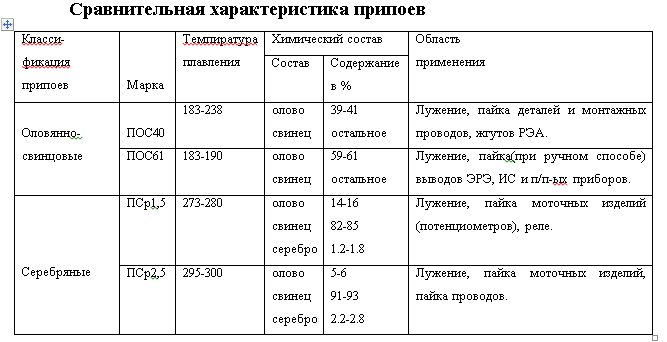 Сравнительная характеристика припоев
Класси-
фикация
припоев
Марка
Темпиратура
плавления
Химический состав
Состав
Содержание
в %
Область
применения
Оловянно-
свинцовые
ПОС40
183-238
олово
свинец
39-41
остальное
Лужение, пайка деталей и монтажных
проводов, жгутов РЭА.
ПОС61
183-190
олово
свинец
59-61
остальное
Лужение, пайка(при ручном способе)
выводов ЭРЭ, ИС и п/п-ых приборов.
Серебряные
ПСр1,5
273-280
олово
свинец
серебро
14-16
82-85
1.2-1.8
Лужение, пайка моточных изделий
(потенциометров), реле.
ПСр2,5
295-300
олово
свинец
серебро
5-6
91-93
2.2-2.8
Лужение, пайка моточных изделий,
пайка проводов.